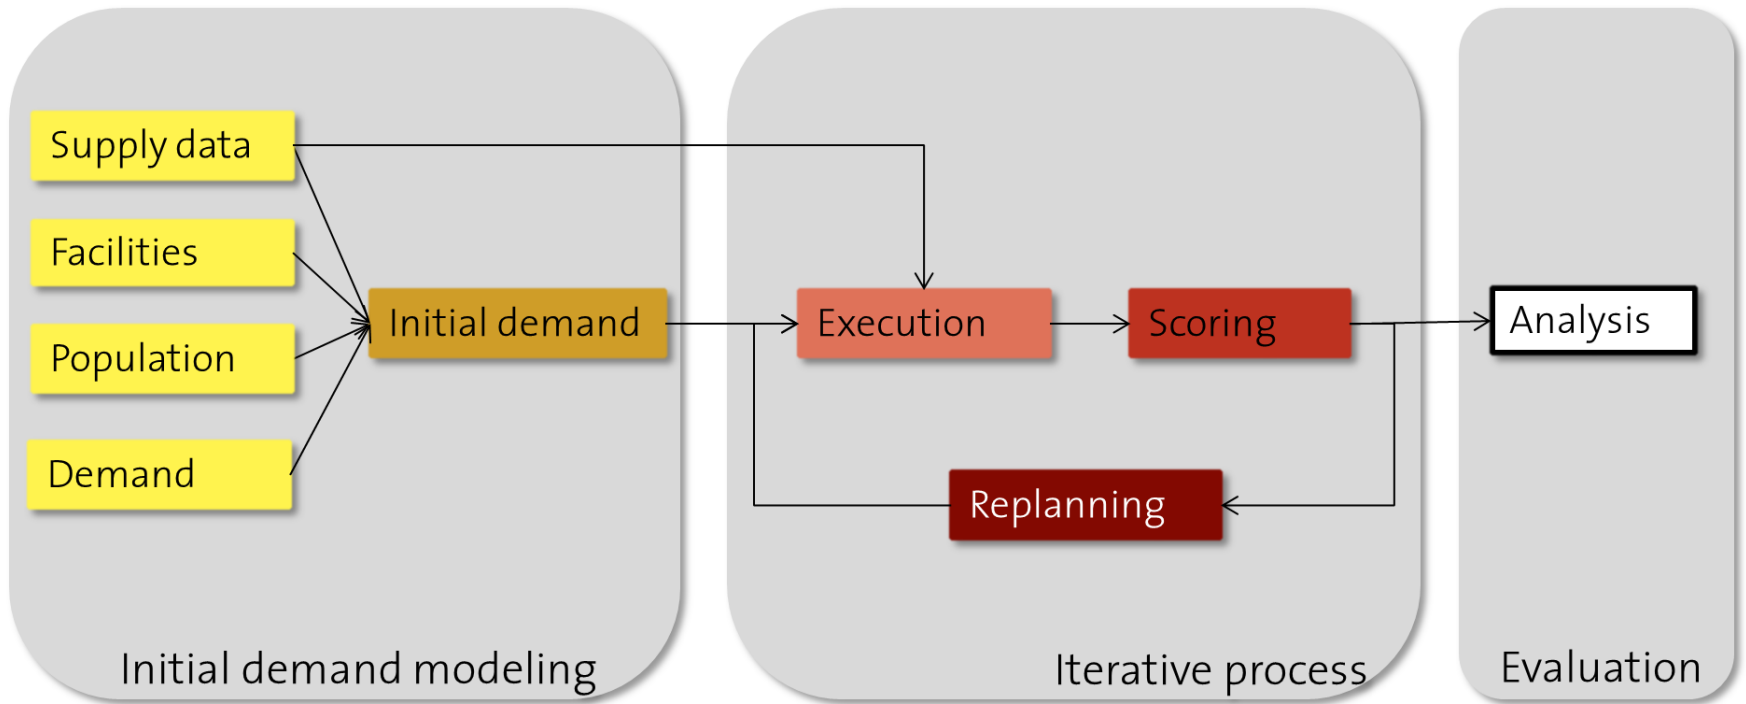 Supply data
Facilities
Population
Demand
Initial demand
Initial demand modeling
Execution
Scoring
Replanning
Iterative process
Analysis
Evaluation